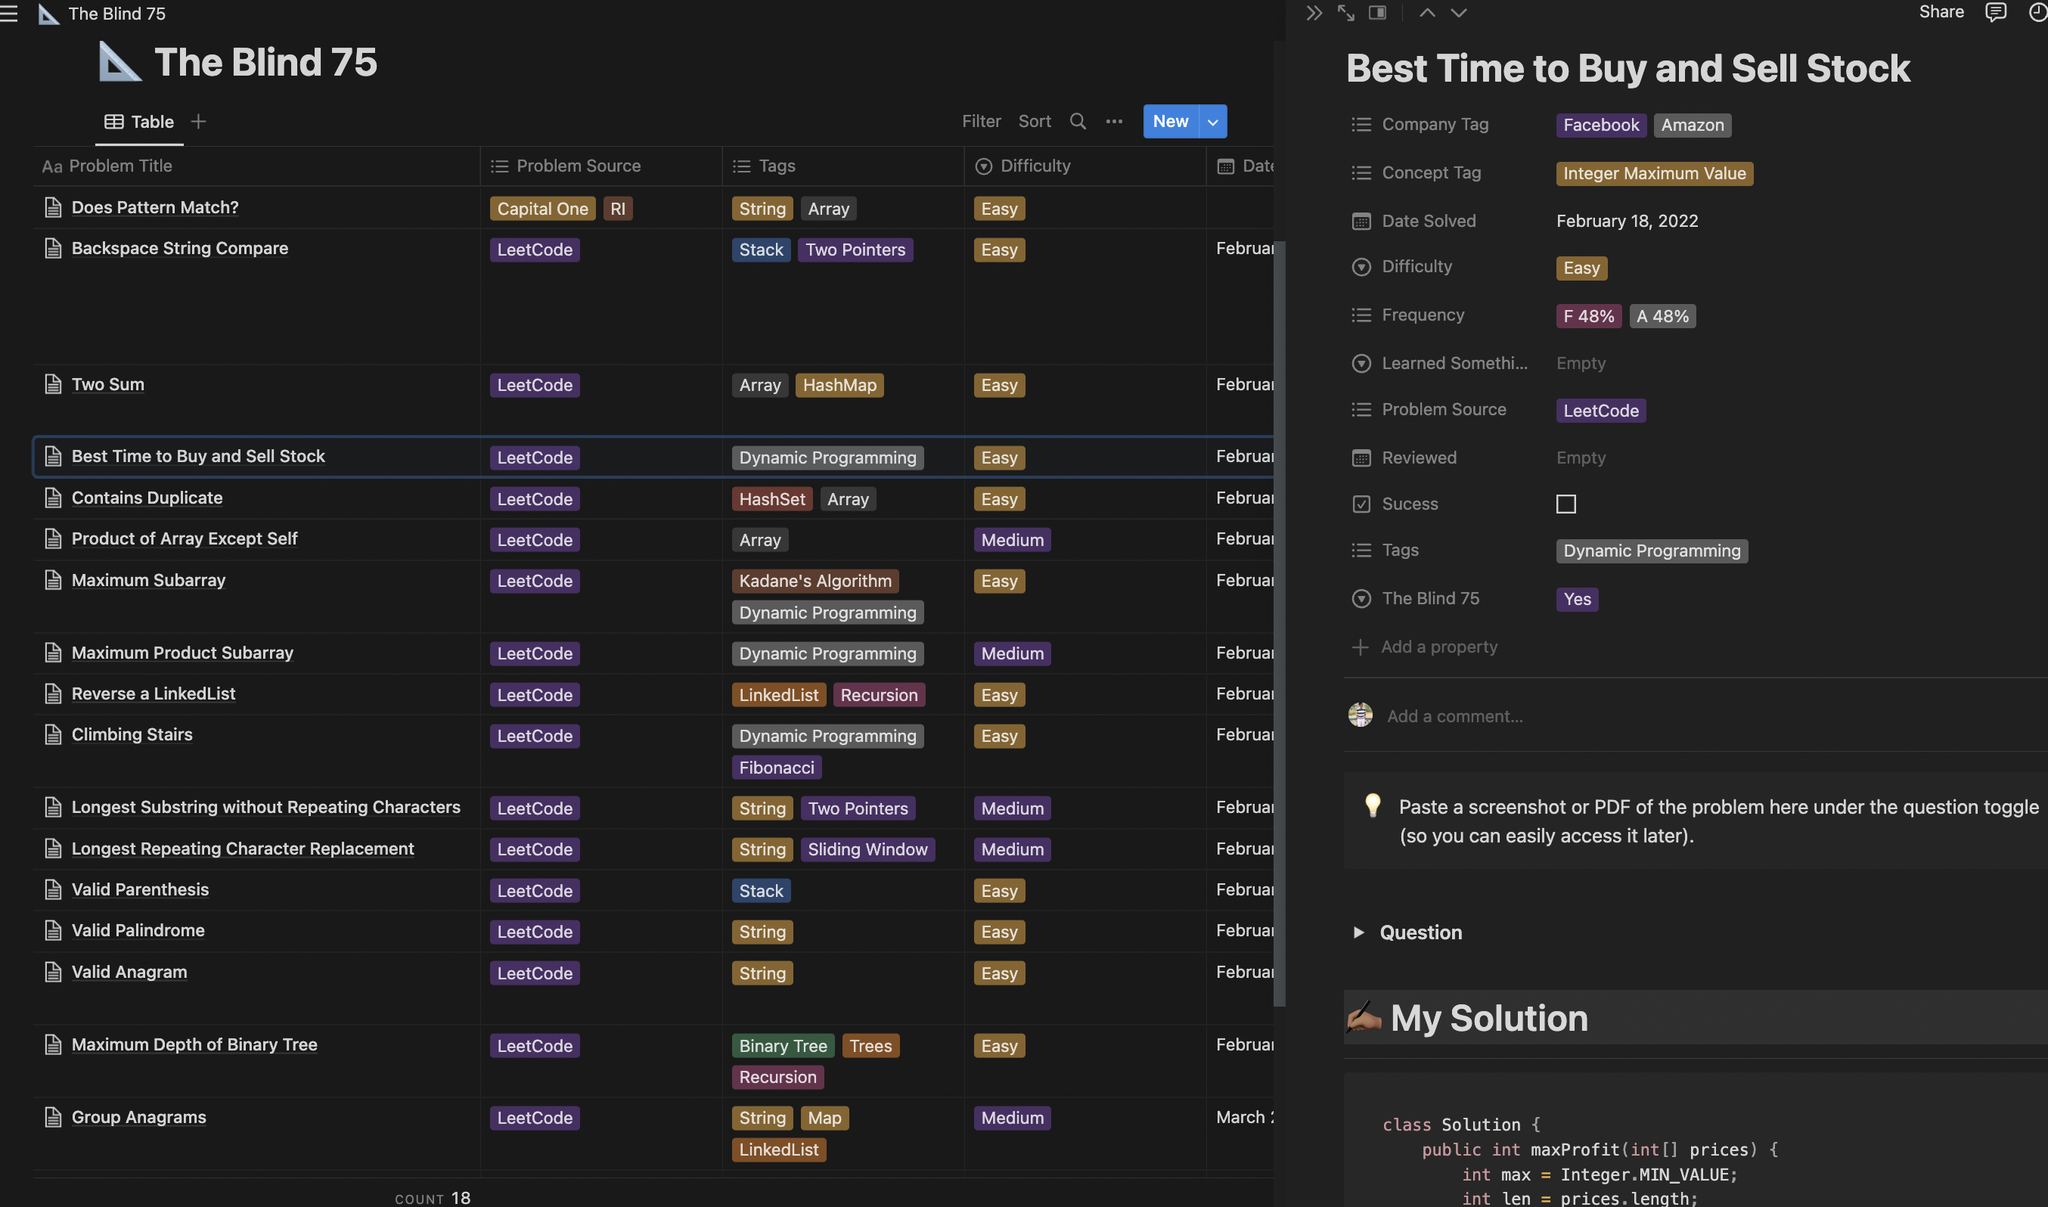 The Blind 75
The Blind 75
Table
Filter Sort ••• New
Aa Problem Title Problem Source Tags Difficulty Date
Does Pattern Match? Capital One RI String Array Easy
Backspace String Compare LeetCode Stack Two Pointers Easy Februar
Two Sum LeetCode Array HashMap Easy Februar
Best Time to Buy and Sell Stock LeetCode Dynamic Programming Easy Februar
Contains Duplicate LeetCode HashSet Array Easy Februar
Product of Array Except Self LeetCode Array Medium Februar
Maximum Subarray LeetCode Kadane's Algorithm Easy Februar
Dynamic Programming
Maximum Product Subarray LeetCode Dynamic Programming Medium Februar
Reverse a LinkedList LeetCode LinkedList Recursion Easy Februar
Climbing Stairs LeetCode Dynamic Programming Easy Februar
Fibonacci
Longest Substring without Repeating Characters LeetCode String Two Pointers Medium Februar
Longest Repeating Character Replacement LeetCode String Sliding Window Medium Februar
Valid Parenthesis LeetCode Stack Easy Februar
Valid Palindrome LeetCode String Easy Februar
Valid Anagram LeetCode String Easy Februar
Maximum Depth of Binary Tree LeetCode Binary Tree Trees Easy Februar
Recursion
Group Anagrams LeetCode String Map Medium March 2
LinkedList
COUNT 18
Share
Best Time to Buy and Sell Stock
Company Tag Facebook Amazon
Concept Tag Integer Maximum Value
Date Solved February 18, 2022
Difficulty Easy
Frequency F 48% A 48%
Learned Somethi... Empty
Problem Source LeetCode
Reviewed Empty
Sucess
Tags Dynamic Programming
The Blind 75 Yes
Add a property
Add a comment...
Paste a screenshot or PDF of the problem here under the question toggle
(so you can easily access it later).
Question
My Solution
class Solution {
public int maxProfit(int[] prices) {
int max = Integer.MIN_VALUE;
int len = prices.length;